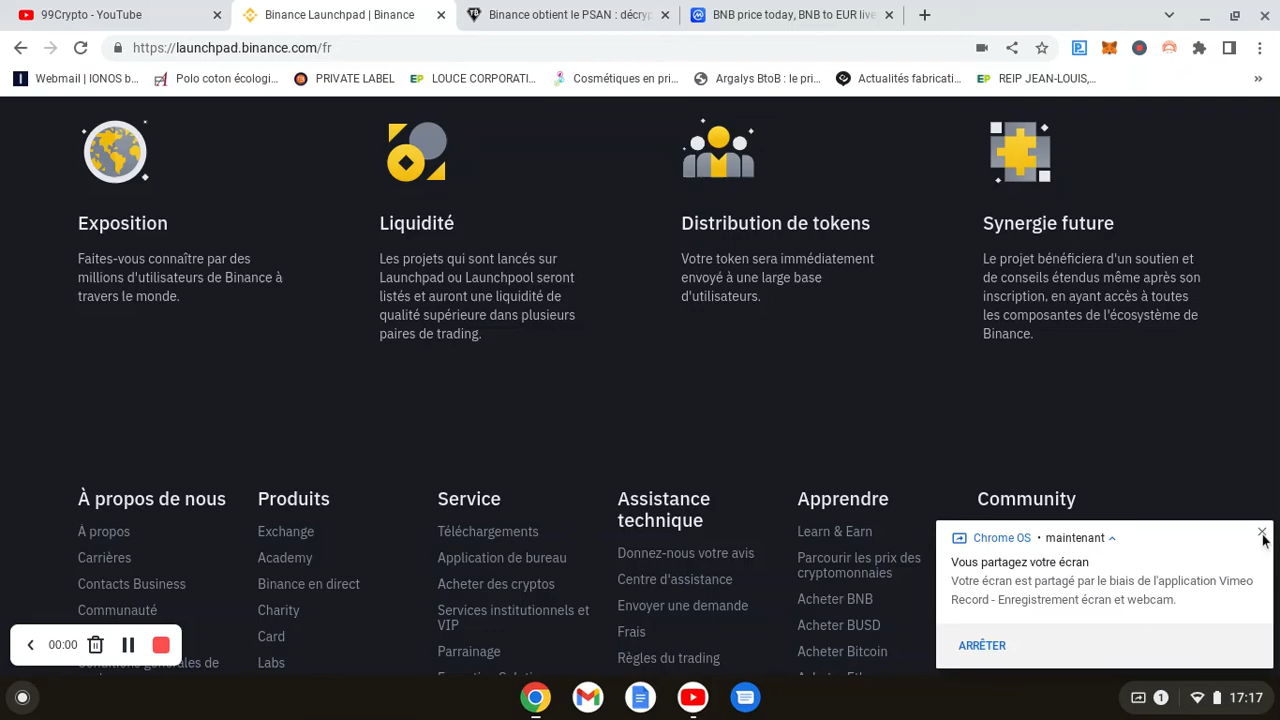 99Crypto - YouTube
Binance Launchpad | Binance
Binance obtient le PSAN : décryp
BNB price today, BNB to EUR live
https://launchpad.binance.com/fr
Webmail | IONOS b...
Polo coton écologi...
PRIVATE LABEL
EP LOUCE CORPORATI...
Cosmétiques en pri...
Argalys BtoB : le pri...
Actualités fabricati...
EP REIP JEAN-LOUIS,...
»
Exposition
Faites-vous connaître par des
millions d'utilisateurs de Binance à
travers le monde.
Liquidité
Les projets qui sont lancés sur
Launchpad ou Launchpool seront
listés et auront une liquidité de
qualité supérieure dans plusieurs
paires de trading.
Distribution de tokens
Votre token sera immédiatement
envoyé à une large base
d'utilisateurs.
Synergie future
Le projet bénéficiera d'un soutien et
de conseils étendus même après son
inscription, en ayant accès à toutes
les composantes de l'écosystème de
Binance.
À propos de nous
À propos
Carrières
Contacts Business
Communauté
Conditions générales de
Produits
Exchange
Academy
Binance en direct
Charity
Card
Labs
Service
Téléchargements
Application de bureau
Acheter des cryptos
Services institutionnels et
VIP
Parrainage
Assistance
technique
Donnez-nous votre avis
Centre d'assistance
Envoyer une demande
Frais
Règles du trading
Apprendre
Learn & Earn
Parcourir les prix des
cryptomonnaies
Acheter BNB
Acheter BUSD
Acheter Bitcoin
Community
Chrome OS • maintenant
Vous partagez votre écran
Votre écran est partagé par le biais de l'application Vimeo
Record - Enregistrement écran et webcam.
ARRÊTER
00:00
1
17:17